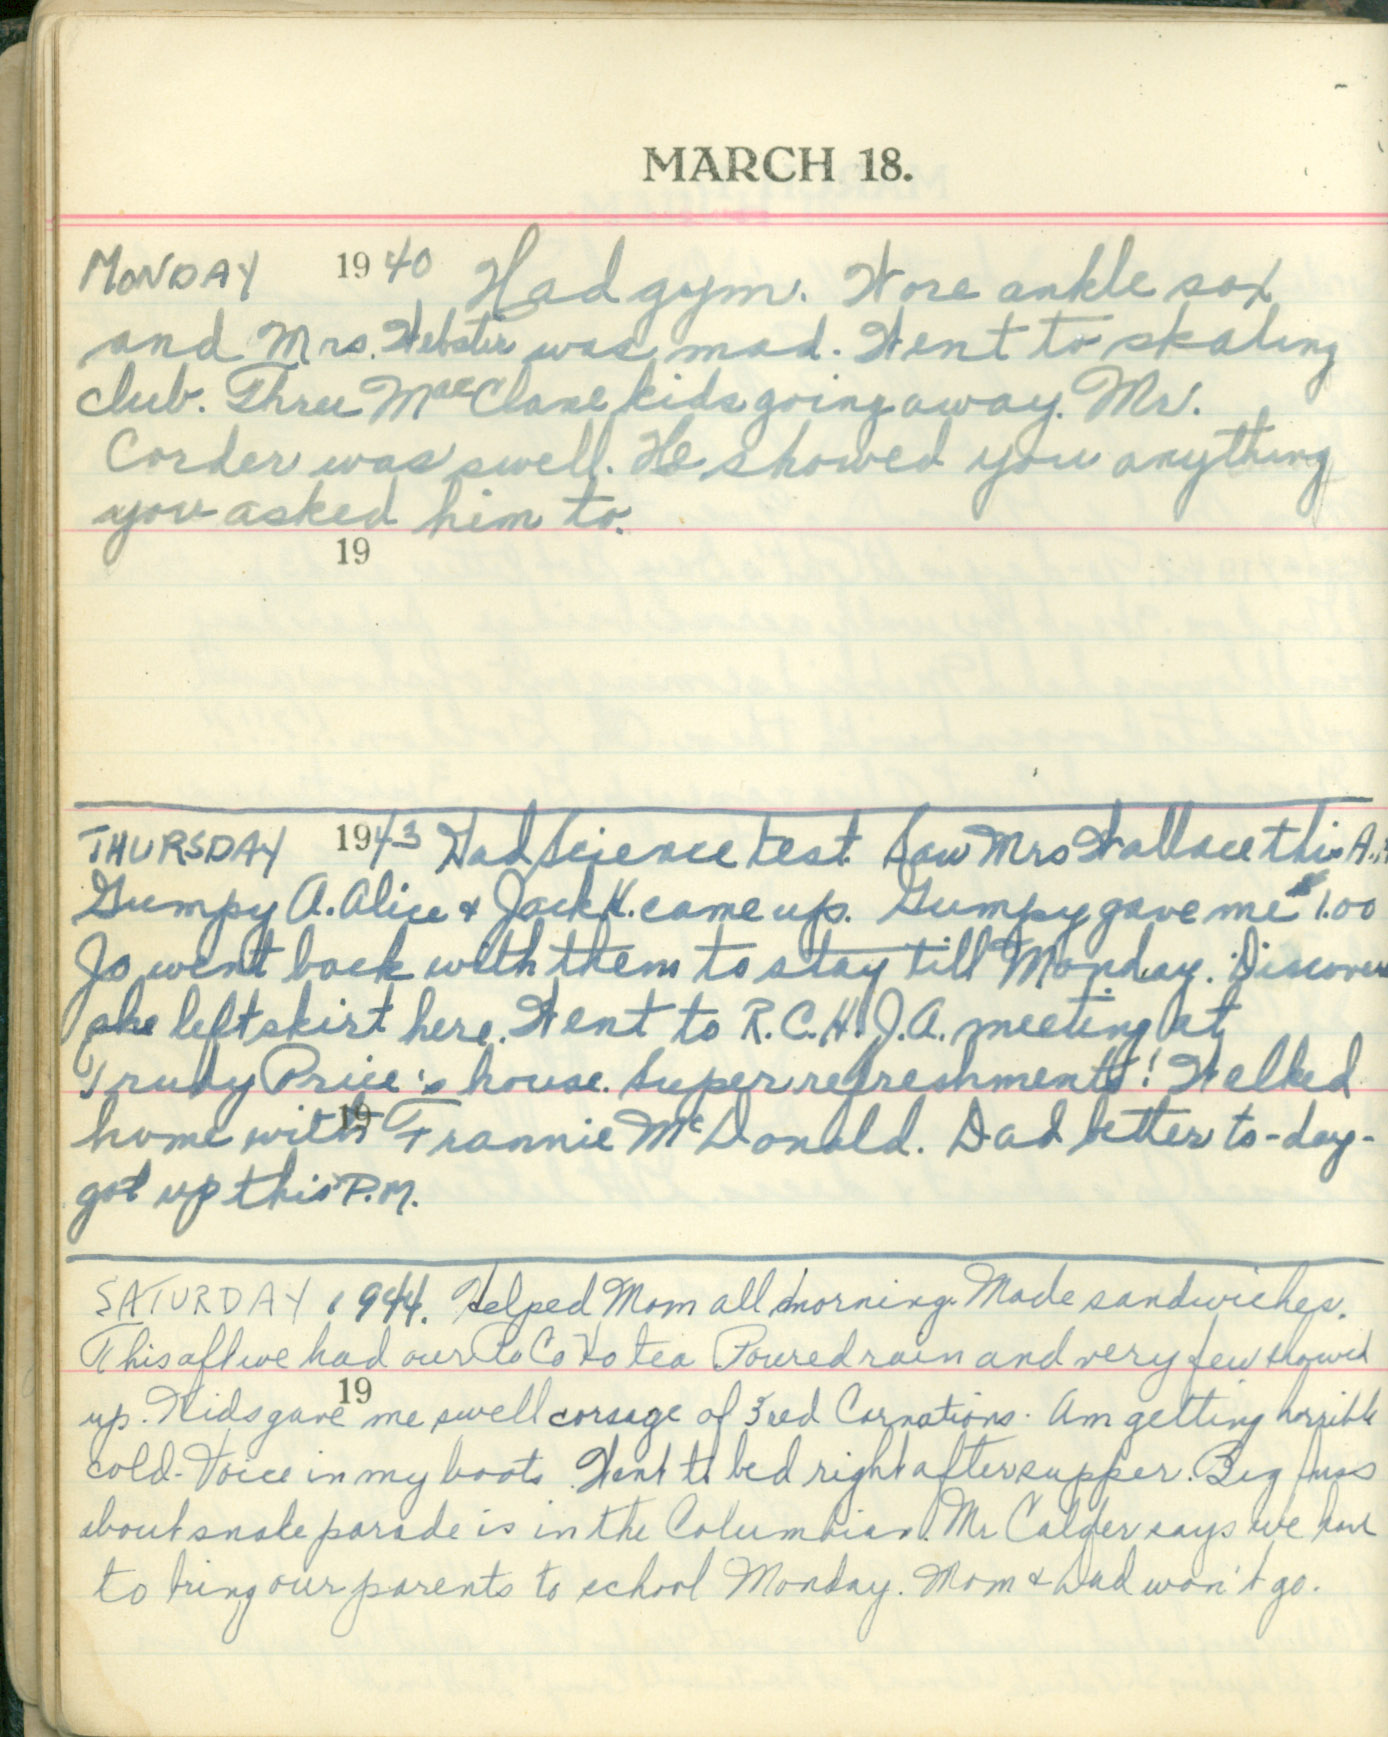 MARCH 18.
MONDAY 1940 Had gym. Wore ankle sox
and Mrs. Webster was mad. Went to skating
club. Three MacClane kids going away. Mr.
Corder was swell. He showed you anything
you asked him to.
19
THURSDAY 1943 Had Science test. Saw Mrs Wallace this A.M
Gumpy A. Alice & Jack H. came up. Gumpy gave me $1.00
Jo went back with them to stay till Monday. Discovered
she left skirt here. Went to R.C.H.J.A. meeting at
Trudy Price's house. Super refreshments! Walked
19
home with Frannie McDonald. Dad better to-day-
got up this P.M.
SATURDAY 1944. Helped Mom all morning. Made sandwiches.
This aft we had our Ro Co Ho tea Poured rain and very few showed
19
up. Kids gave me swell corsage of 3 red Carnations. Am getting horrible
cold-Voice in my boots. Went to bed right after supper. Big fuss
about snake parade is in the Columbian. Mr Calder says we have
to bring our parents to school Monday. Mom & Dad won't go.